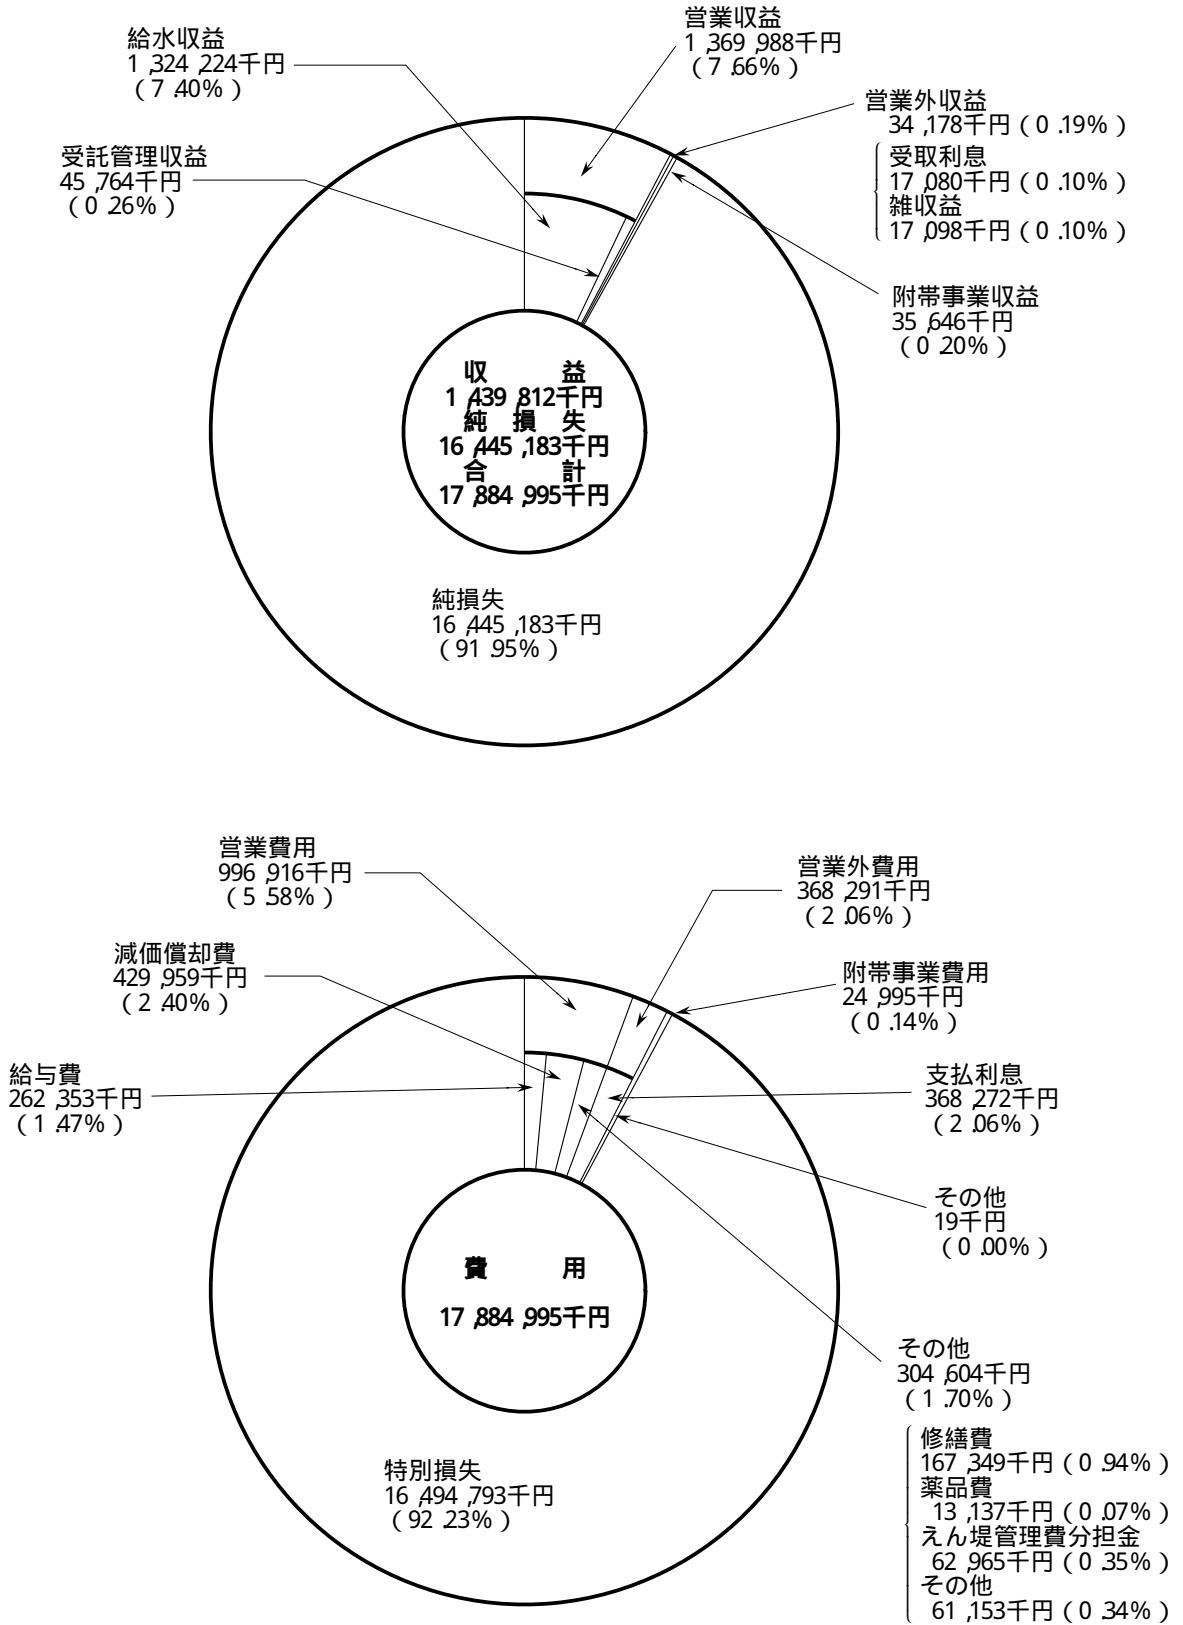 営業収益
1,369,988千円
（7.66%）
給水収益
1,324,224千円
（7.40%）
営業外収益
34,178千円（0.19%）
受取利息
17,080千円（0.10%）
雑収益
17,098千円（0.10%）
受託管理収益
45,764千円
（0.26%）
附帯事業収益
35,646千円
（0.20%）
収　　　益
1,439,812千円
純　損　失
16,445,183千円
合　　　計
17,884,995千円
純損失
16,445,183千円
（91.95%）
営業費用
996,916千円
（5.58%）
営業外費用
368,291千円
（2.06%）
減価償却費
429,959千円
（2.40%）
附帯事業費用
24,995千円
（0.14%）
給与費
262,353千円
（1.47%）
支払利息
368,272千円
（2.06%）
その他
19千円
（0.00%）
費　　　用
17,884,995千円
その他
304,604千円
（1.70%）
修繕費
167,349千円（0.94%）
薬品費
13,137千円（0.07%）
えん堤管理費分担金
62,965千円（0.35%）
その他
61,153千円（0.34%）
特別損失
16,494,793千円
（92.23%）